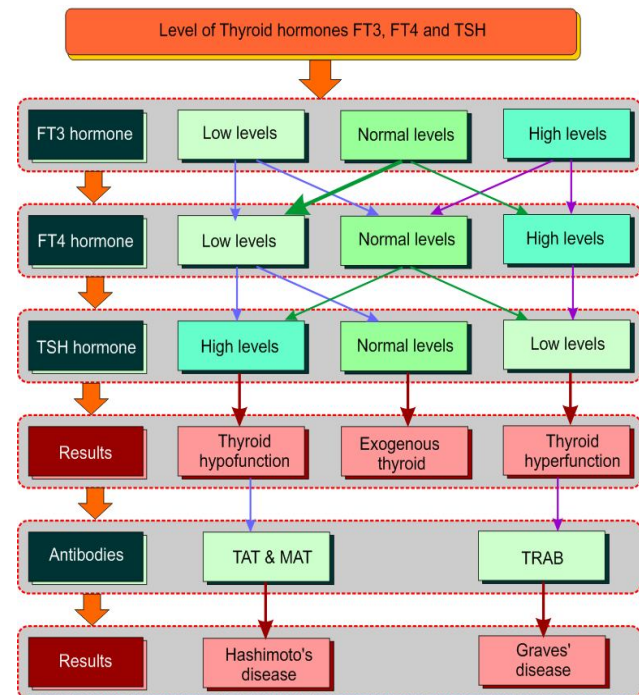 Level of Thyroid hormones FT3, FT4 and TSH
FT3 hormone
Low levels
Normal levels
High levels
FT4 hormone
Low levels
Normal levels
High levels
TSH hormone
High levels
Normal levels
Low levels
Results
Thyroid
hypofunction
Exogenous
thyroid
Thyroid
hyperfunction
Antibodies
TAT & MAT
TRAB
Results
Hashimoto's
disease
Graves'
disease